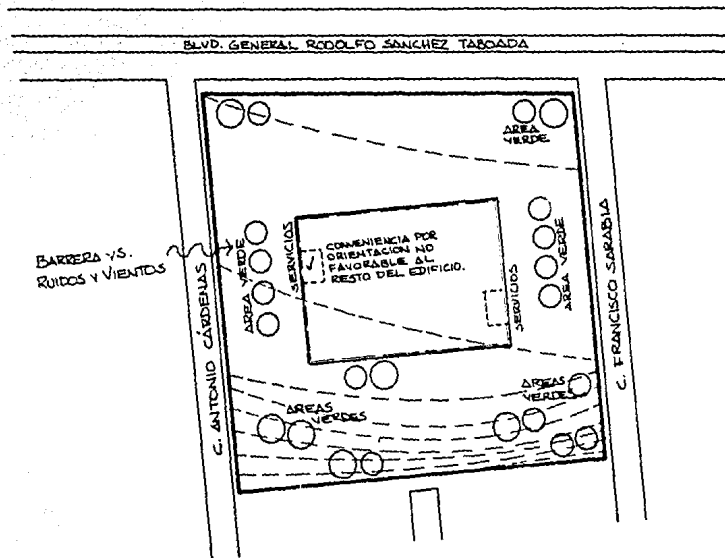 BLVD. GENERAL RODOLFO SANCHEZ TABOADA
AREA
VERDE
BARRERA VS.
RUIDOS Y VIENTOS
C. ANTONIO CÁRDENAS
AREA VERDE
SERVICIOS
CONVENIENCIA POR
ORIENTACION NO
FAVORABLE AL
RESTO DEL EDIFICIO.
SERVICIOS
AREA VERDE
C. FRANCISCO SARABIA
AREAS
VERDES
AREAS
VERDES